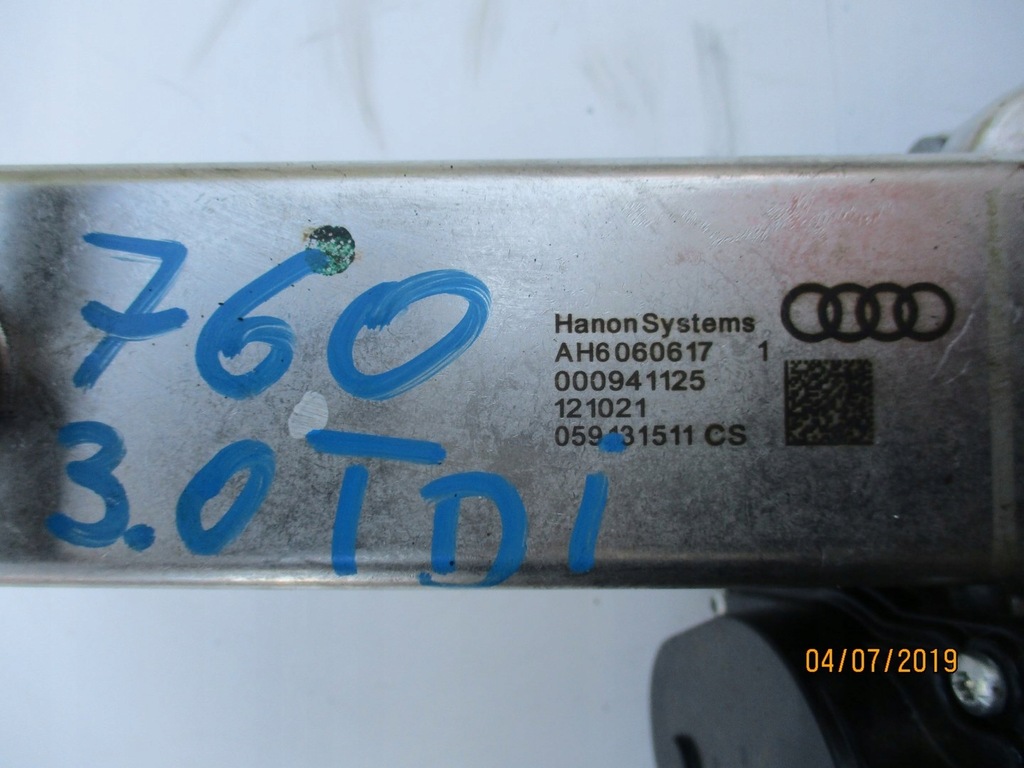 760
3.0 TDi
Hanon Systems
AH6060617 1
000941125
121021
059131511 CS
04/07/2019